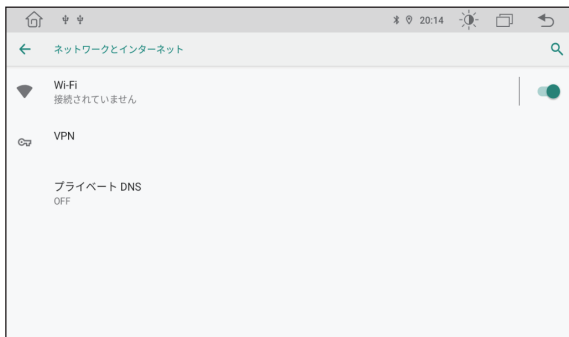 20:14
ネットワークとインターネット
Wi-Fi
接続されていません
VPN
プライベート DNS
OFF